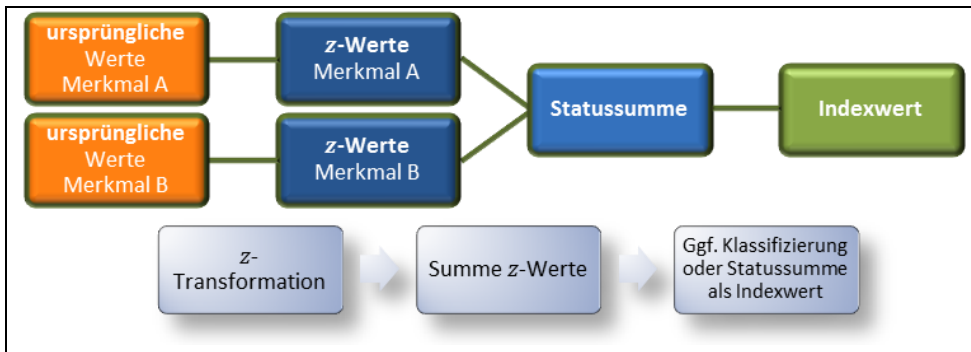 ursprüngliche
Werte
Merkmal A
z-Werte
Merkmal A
ursprüngliche
Werte
Merkmal B
z-Werte
Merkmal B
Statussumme
Indexwert
z-
Transformation
Summe z-Werte
Ggf. Klassifizierung
oder Statussumme
als Indexwert